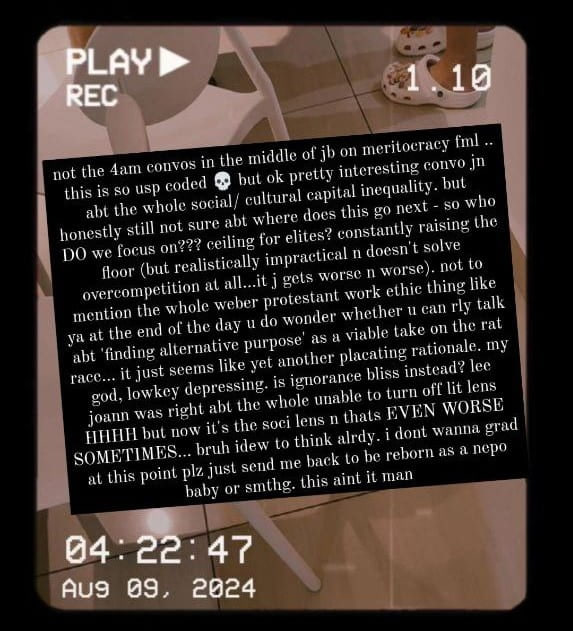 PLAY▶
REC
1.10
not the 4am convos in the middle of jb on meritocracy fml ..
this is so usp coded 💀 but ok pretty interesting convo jn
abt the whole social/ cultural capital inequality. but
honestly still not sure abt where does this go next - so who
DO we focus on??? ceiling for elites? constantly raising the
floor (but realistically impractical n doesn't solve
overcompetition at all...it j gets worse n worse). not to
mention the whole weber protestant work ethic thing like
ya at the end of the day u do wonder whether u can rly talk
abt 'finding alternative purpose' as a viable take on the rat
race... it just seems like yet another placating rationale. my
god, lowkey depressing. is ignorance bliss instead? lee
joann was right abt the whole unable to turn off lit lens
HHHH but now it's the soci lens n thats EVEN WORSE
SOMETIMES... bruh idew to think alrdy. i dont wanna grad
at this point plz just send me back to be reborn as a nepo
baby or smthg. this aint it man
04:22:47
Aug 09, 2024